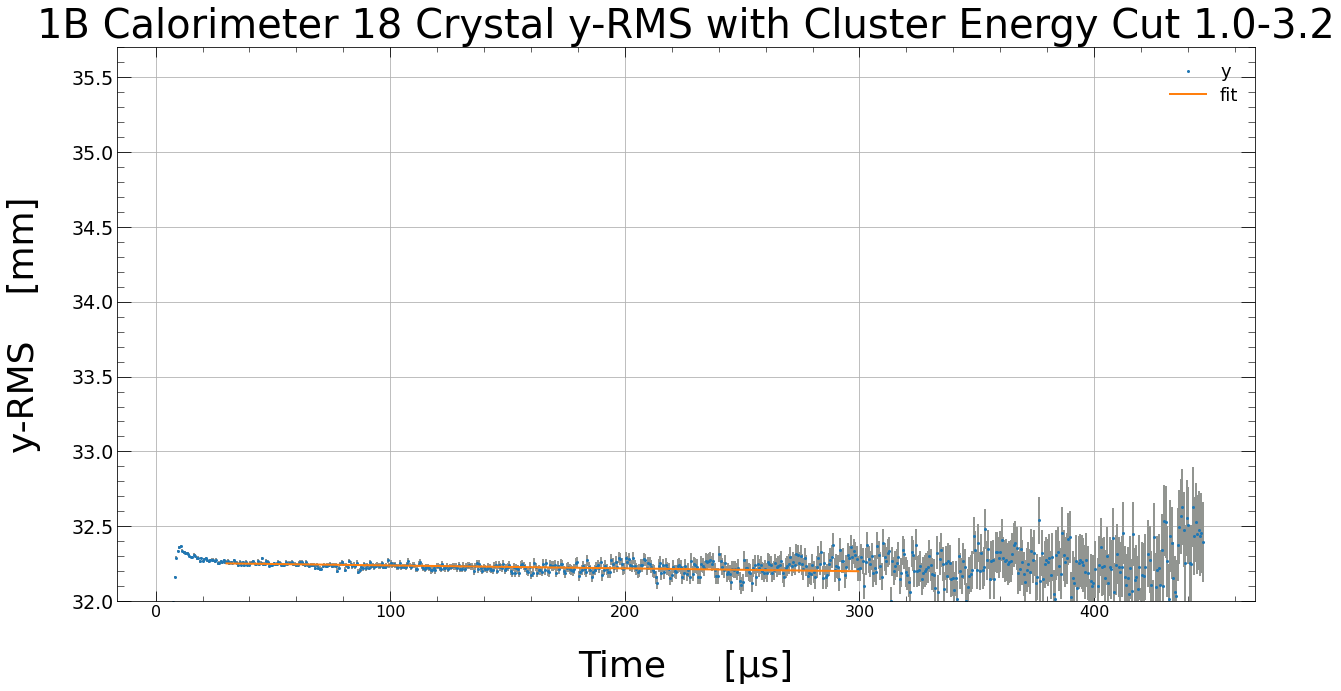 1B Calorimeter 18 Crystal y-RMS with Cluster Energy Cut 1.0-3.2
y
fit
35.5
35.0
34.5
34.0
33.5
33.0
32.5
32.0
y-RMS [mm]
0 100 200 300 400
Time [µs]